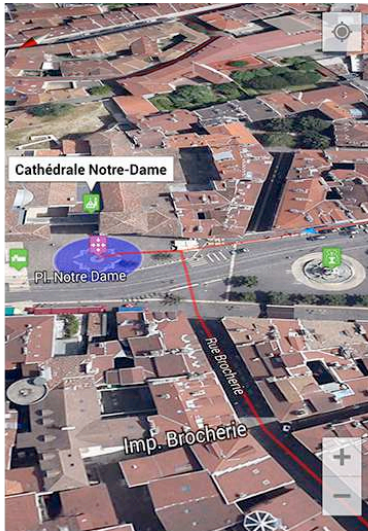 Cathédrale Notre-Dame
Pl. Notre Dame
Rue Brocherie
Imp. Brocherie